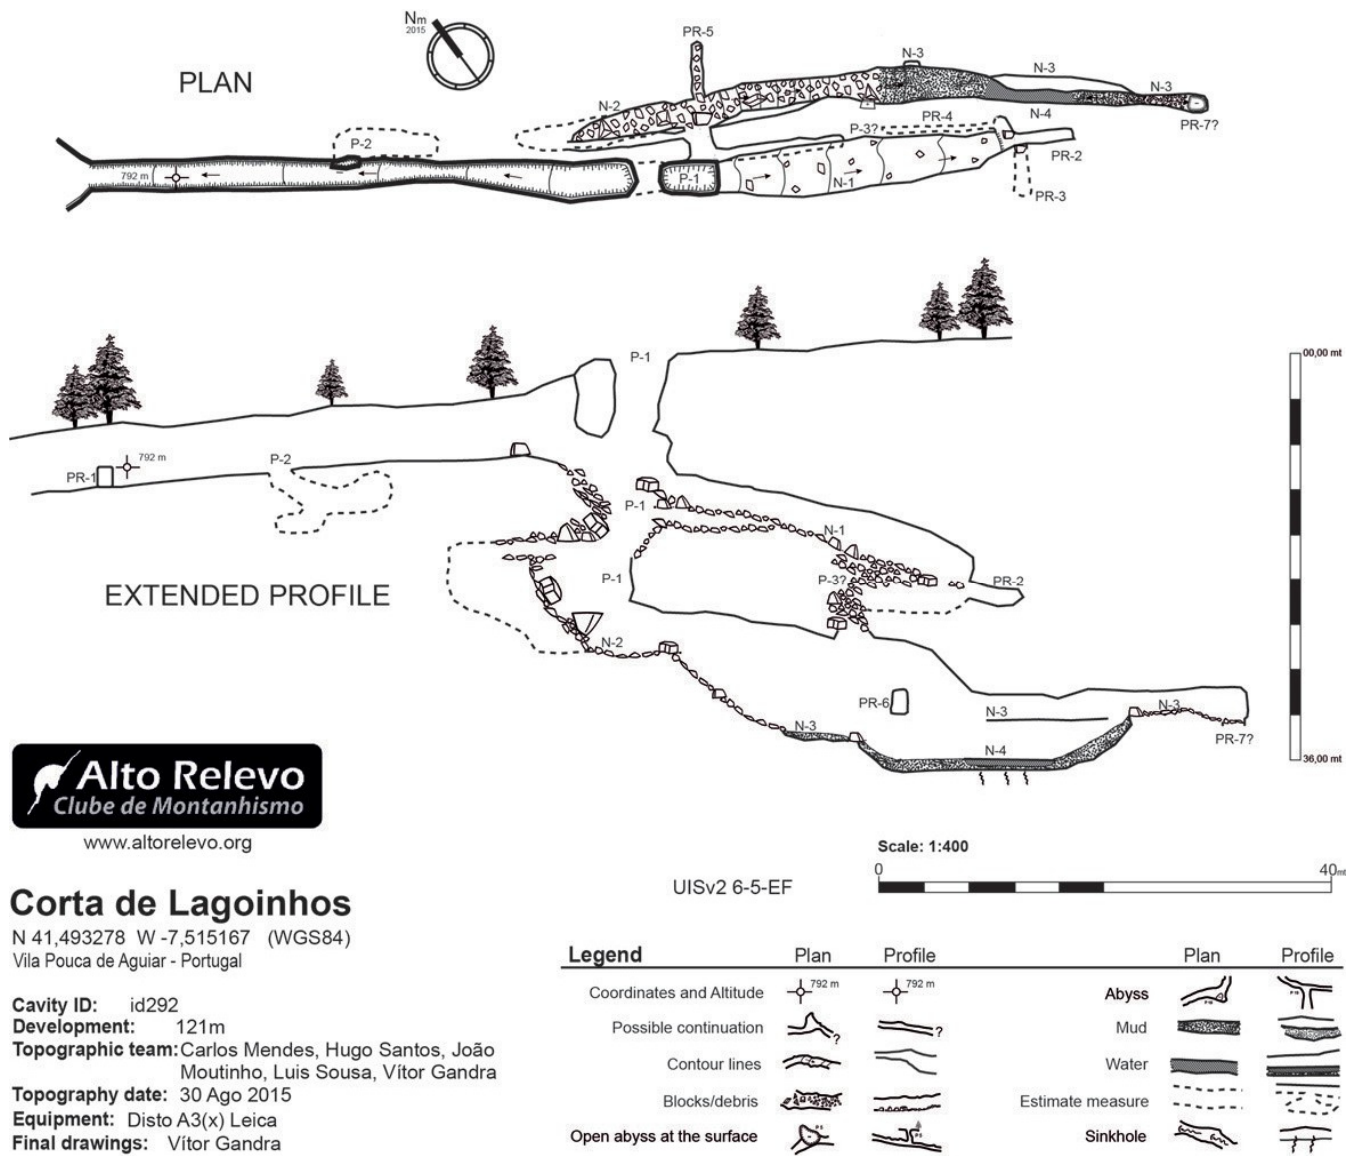 Nm
2015
PLAN
PR-5
N-3
N-3
N-3
N-2
PR-4
N-4
PR-7?
P-3?
P-2
PR-2
792 m
P-1
N-1
PR-3
P-1
00,00 mt
792 m
P-2
PR-1
P-1
N-1
EXTENDED PROFILE
P-1
P-3?
PR-2
N-2
PR-6
N-3
N-3
N-3
PR-7?
N-4
36,00 mt
Alto Relevo
Clube de Montanhismo
www.altorelevo.org
Scale: 1:400
0
40mt
UISv2 6-5-EF
Corta de Lagoinhos
N 41,493278 W -7,515167 (WGS84)
Vila Pouca de Aguiar - Portugal
Cavity ID: id292
Development: 121m
Topographic team: Carlos Mendes, Hugo Santos, João
Moutinho, Luis Sousa, Vítor Gandra
Topography date: 30 Ago 2015
Equipment: Disto A3(x) Leica
Final drawings: Vítor Gandra
Legend Plan Profile Plan Profile
Coordinates and Altitude 792 m 792 m
Abyss
Possible continuation ? ?
Mud
Contour lines
Water
Blocks/debris
Estimate measure
Open abyss at the surface
Sinkhole